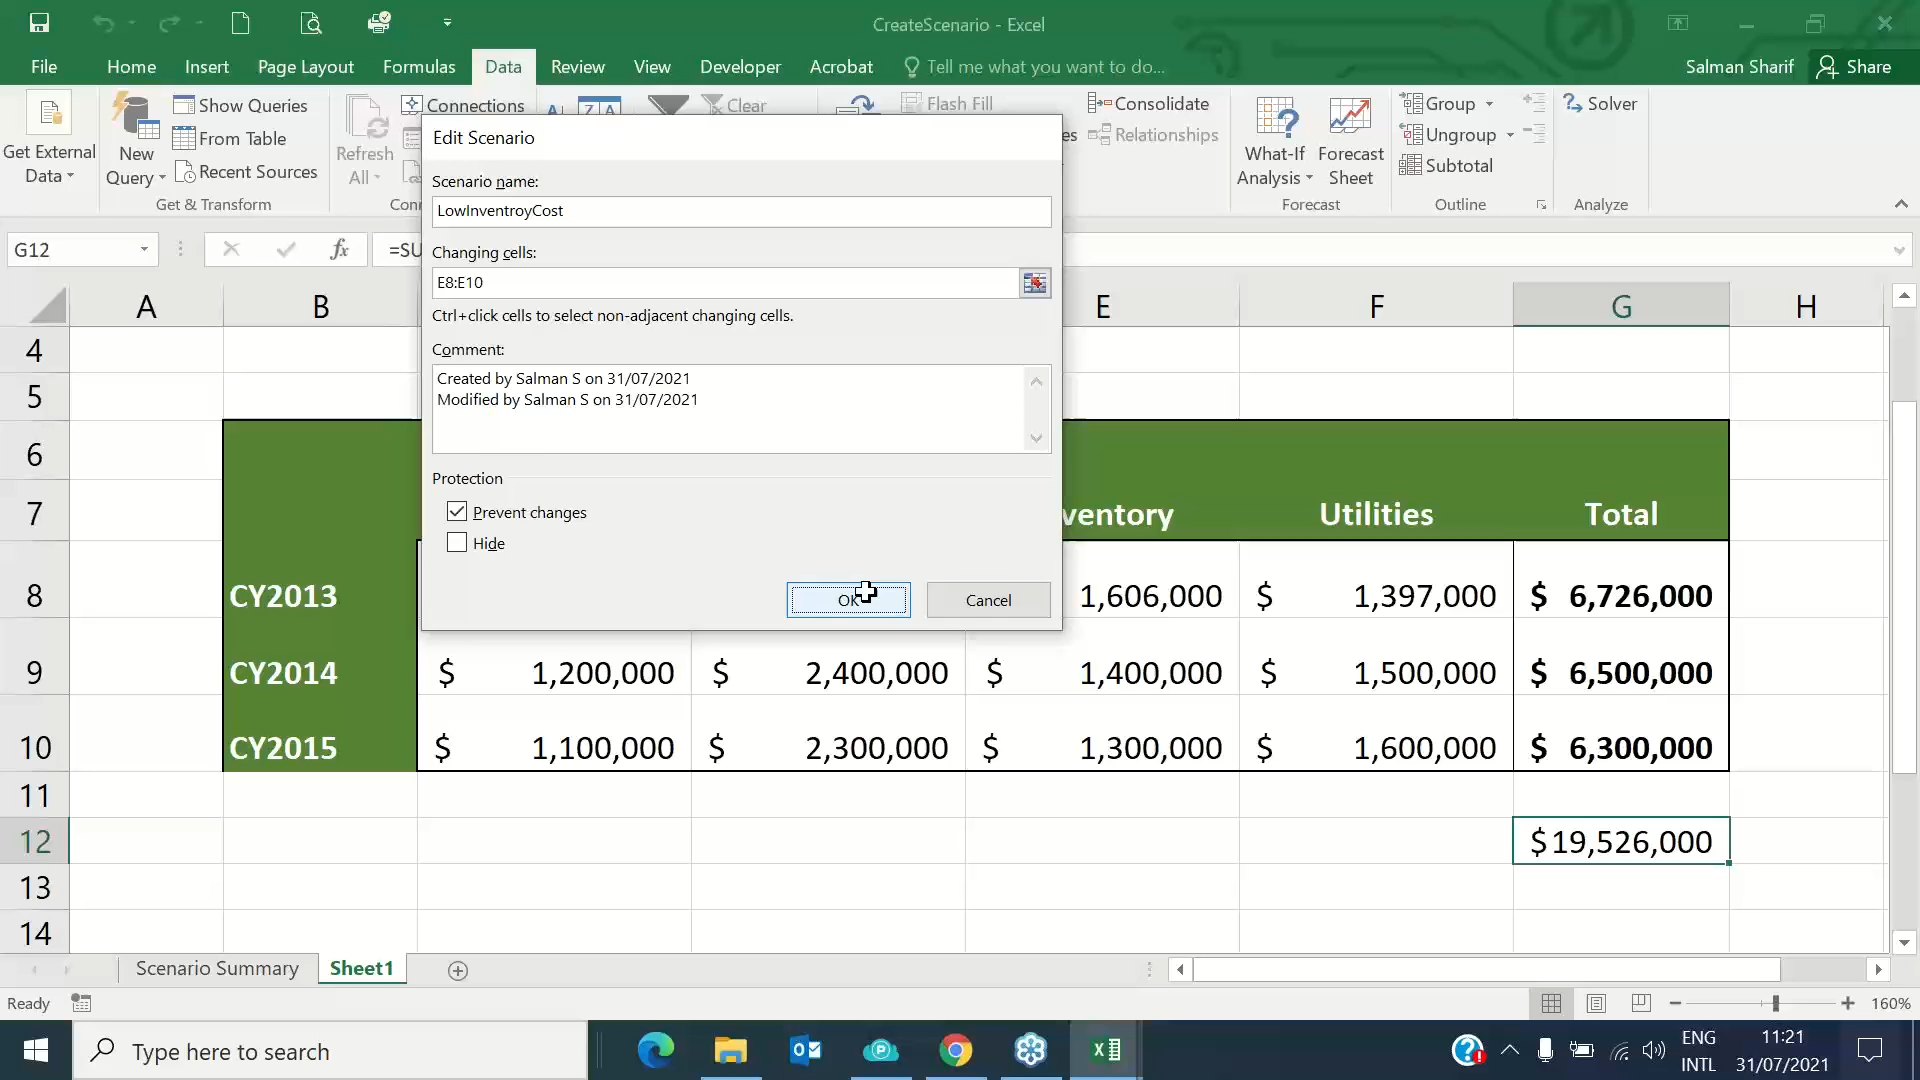 CreateScenario - Excel
File Home Insert Page Layout Formulas Data Review View Developer Acrobat Tell me what you want to do... Salman Sharif Share
Get External Data
New Query
Show Queries
From Table
Recent Sources
Get & Transform
Refresh All
Connections
Clear
Flash Fill
Consolidate
Relationships
What-If Analysis
Forecast Sheet
Forecast
Group
Ungroup
Subtotal
Outline
Solver
Analyze
G12 fx =SU
Edit Scenario
Scenario name:
LowInventroyCost
Changing cells:
E8:E10
Ctrl+click cells to select non-adjacent changing cells.
Comment:
Created by Salman S on 31/07/2021
Modified by Salman S on 31/07/2021
Protection
Prevent changes
Hide
OK Cancel
A B E F G H
4
5
6
7 ventory Utilities Total
8 CY2013 1,606,000 $ 1,397,000 $ 6,726,000
9 CY2014 $ 1,200,000 $ 2,400,000 $ 1,400,000 $ 1,500,000 $ 6,500,000
10 CY2015 $ 1,100,000 $ 2,300,000 $ 1,300,000 $ 1,600,000 $ 6,300,000
11
12 $19,526,000
13
14
Scenario Summary Sheet1
Ready 160%
Type here to search
ENG 11:21
INTL 31/07/2021